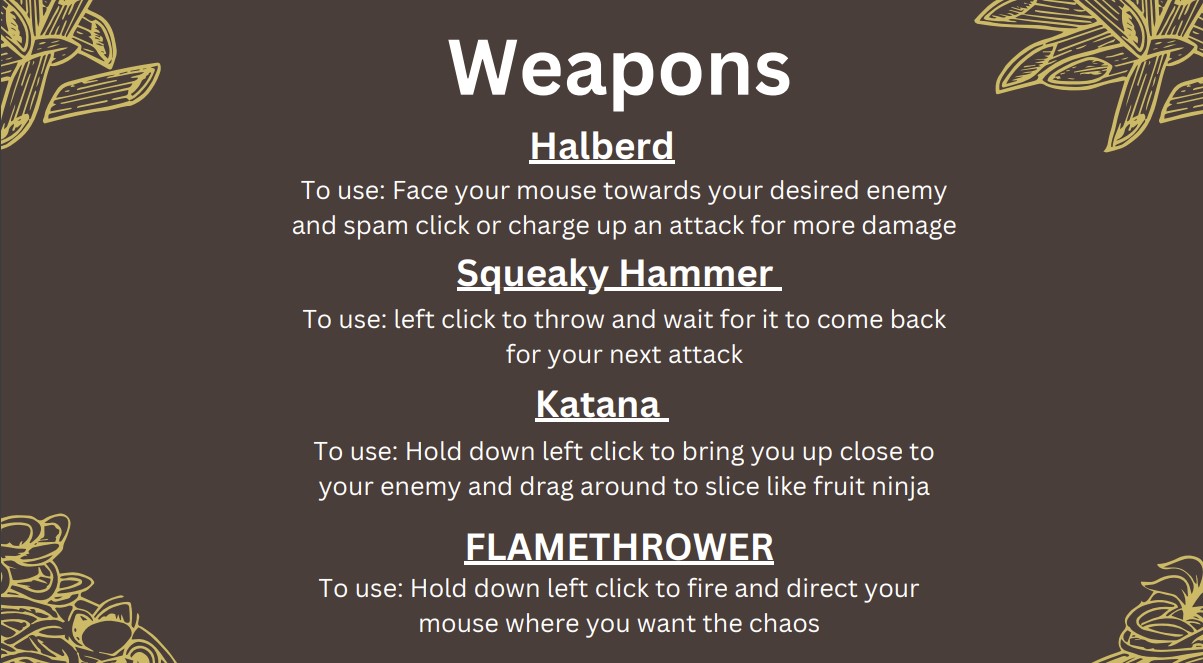 Weapons
Halberd
To use: Face your mouse towards your desired enemy
and spam click or charge up an attack for more damage
Squeaky Hammer
To use: left click to throw and wait for it to come back
for your next attack
Katana
To use: Hold down left click to bring you up close to
your enemy and drag around to slice like fruit ninja
FLAMETHROWER
To use: Hold down left click to fire and direct your
mouse where you want the chaos